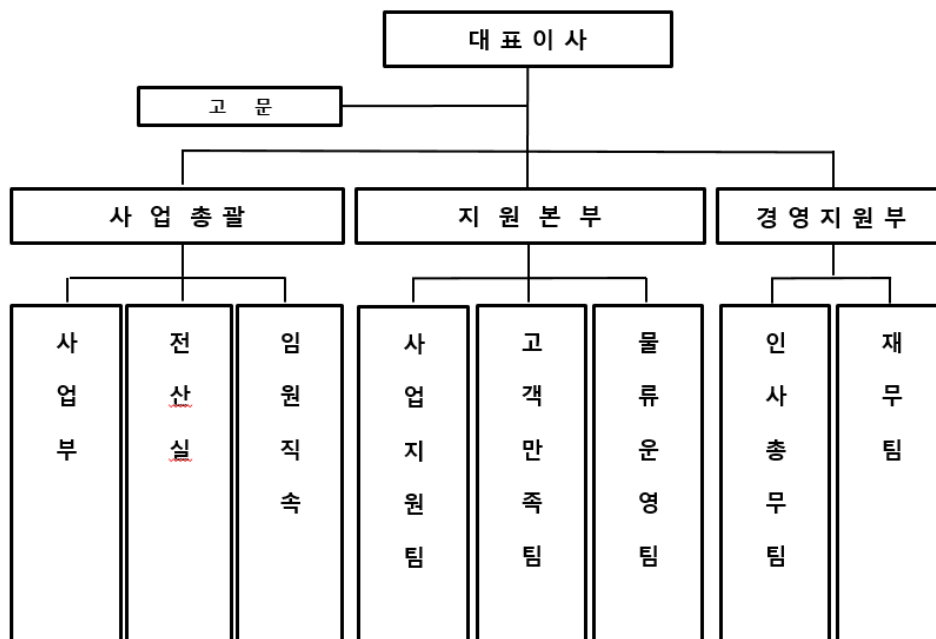 대 표 이 사
고 문
사 업 총 괄
지 원 본 부
경 영 지 원 부
사 업 부
전 산 실
임 원 직 속
사 업 지 원 팀
고 객 만 족 팀
물 류 운 영 팀
인 사 총 무 팀
재 무 팀